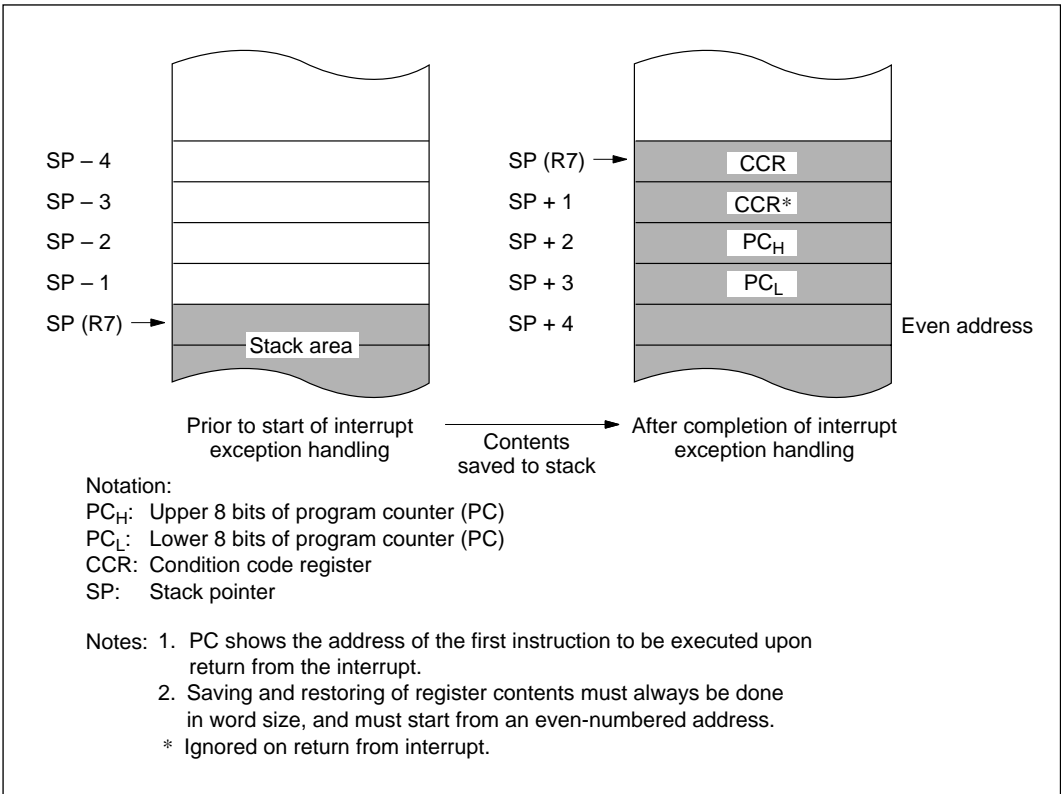 SP – 4
SP – 3
SP – 2
SP – 1
SP (R7)
Stack area
SP (R7)
SP + 1
SP + 2
SP + 3
SP + 4
CCR
CCR*
PCH
PCL
Even address
Prior to start of interrupt
exception handling
Contents
saved to stack
After completion of interrupt
exception handling
Notation:
PCH: Upper 8 bits of program counter (PC)
PCL: Lower 8 bits of program counter (PC)
CCR: Condition code register
SP: Stack pointer
Notes: 1. PC shows the address of the first instruction to be executed upon
return from the interrupt.
2. Saving and restoring of register contents must always be done
in word size, and must start from an even-numbered address.
* Ignored on return from interrupt.